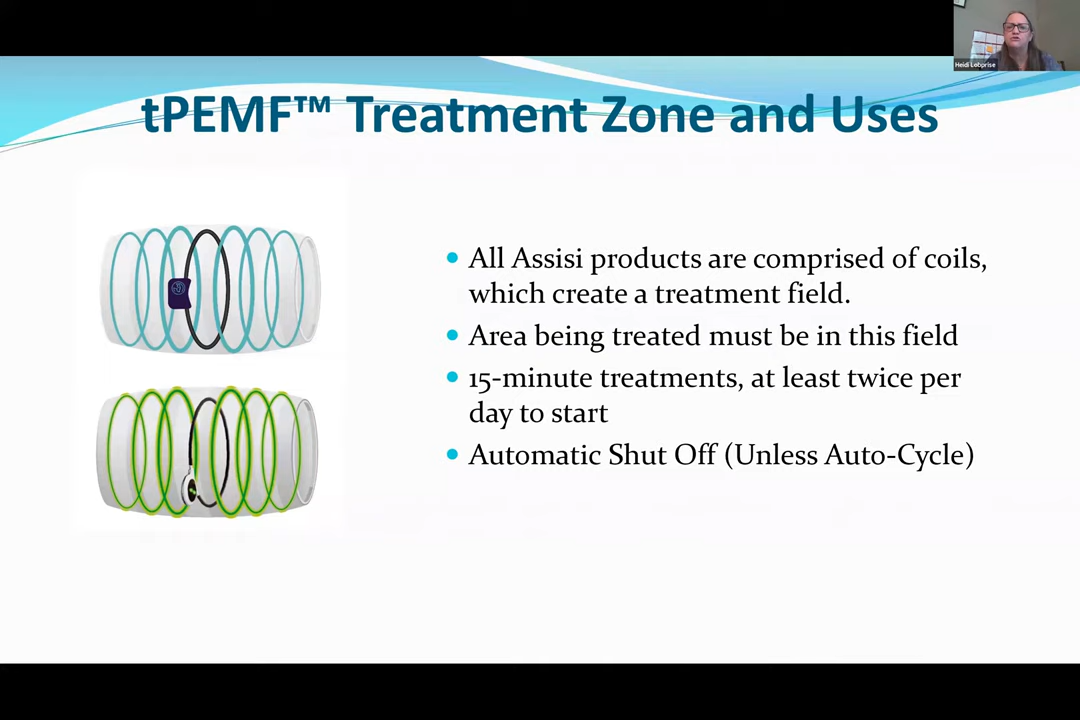 Heidi Lobprise
tPEMF™ Treatment Zone and Uses
• All Assisi products are comprised of coils,
which create a treatment field.
• Area being treated must be in this field
• 15-minute treatments, at least twice per
day to start
• Automatic Shut Off (Unless Auto-Cycle)